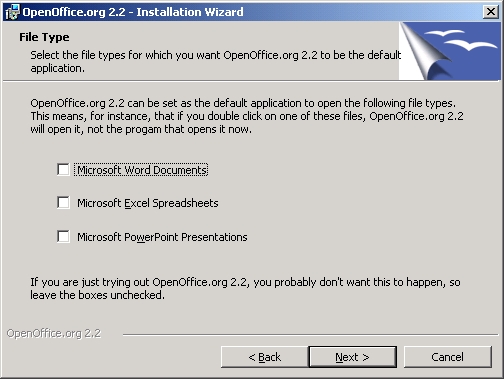 OpenOffice.org 2.2 - Installation Wizard
File Type
Select the file types for which you want OpenOffice.org 2.2 to be the default
application.
OpenOffice.org 2.2 can be set as the default application to open the following file types.
This means, for instance, that if you double click on one of these files, OpenOffice.org 2.2
will open it, not the progam that opens it now.
Microsoft Word Documents
Microsoft Excel Spreadsheets
Microsoft PowerPoint Presentations
If you are just trying out OpenOffice.org 2.2, you probably don't want this to happen, so
leave the boxes unchecked.
OpenOffice.org 2.2
< Back
Next >
Cancel